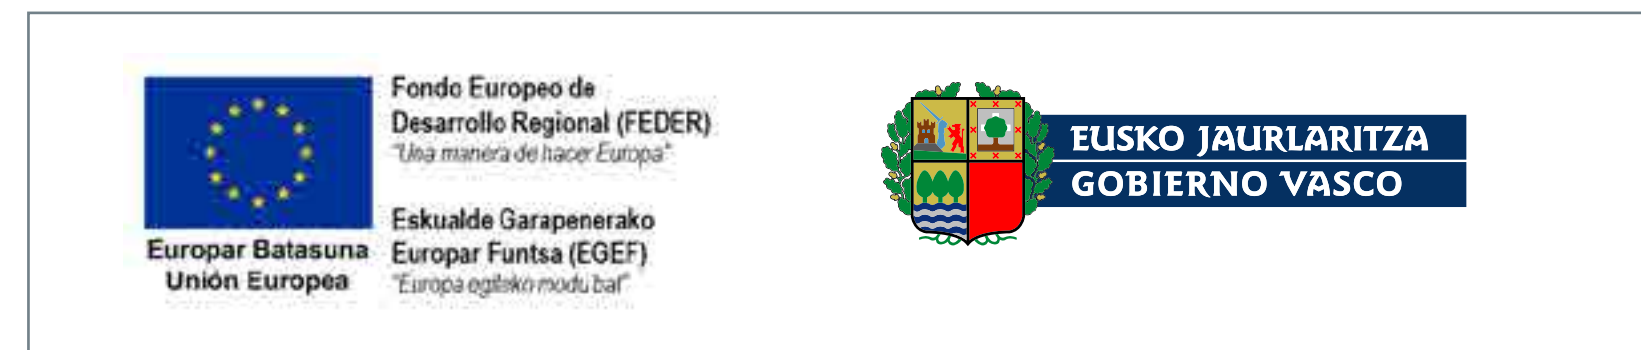 Fondo Europeo de
Desarrollo Regional (FEDER)
"Una manera de hacer Europa"
Eskualde Garapenerako
Europar Funtsa (EGEF)
"Europa egiteko modu bat"
Europar Batasuna
Unión Europea
EUSKO JAURLARITZA
GOBIERNO VASCO